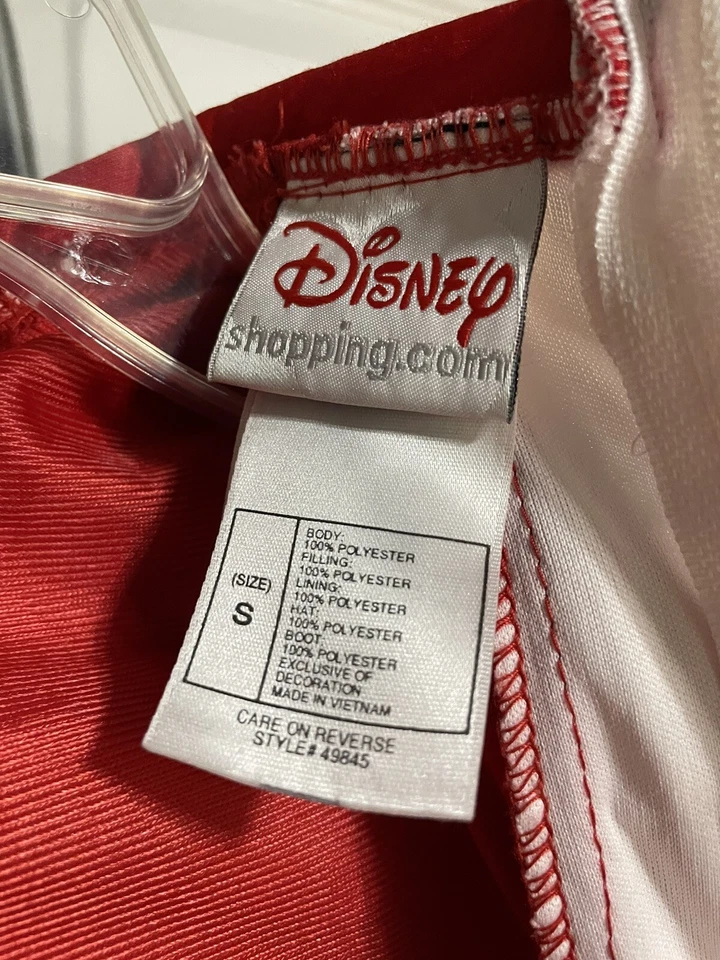 Disney
shopping.com
(SIZE)
S
BODY:
100% POLYESTER
FILLING:
100% POLYESTER
LINING:
100% POLYESTER
HAT:
100% POLYESTER
BOOT:
100% POLYESTER
EXCLUSIVE OF
DECORATION
MADE IN VIETNAM
CARE ON REVERSE
STYLE# 49845